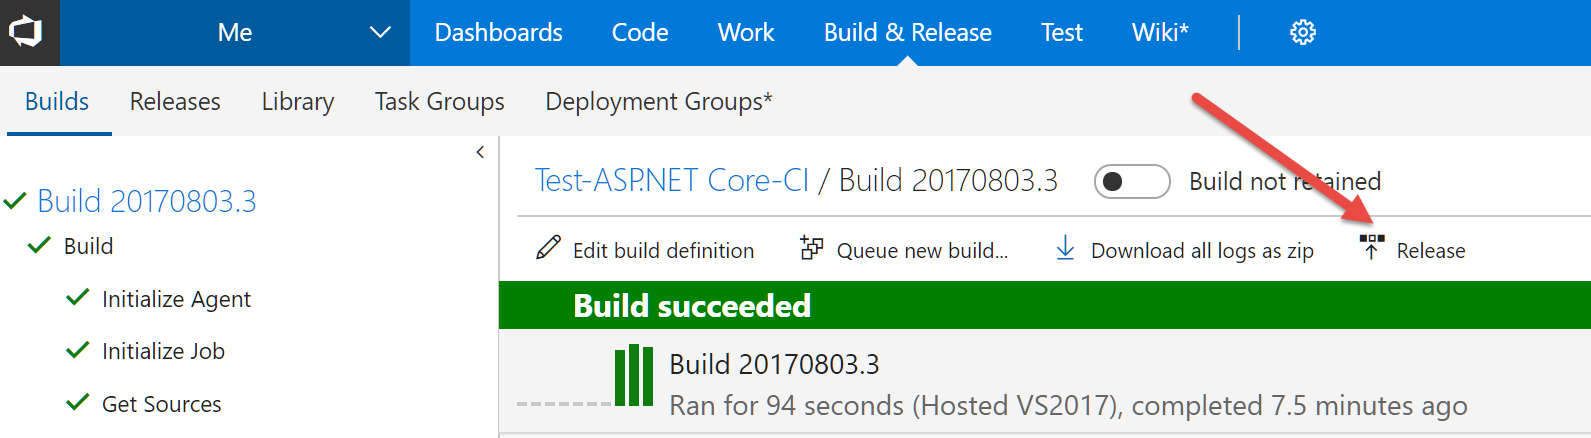 Me Dashboards Code Work Build & Release Test Wiki*
Builds Releases Library Task Groups Deployment Groups*
Build 20170803.3
Build
Initialize Agent
Initialize Job
Get Sources
Test-ASP.NET Core-CI / Build 20170803.3 Build not retained
Edit build definition Queue new build... Download all logs as zip Release
Build succeeded
Build 20170803.3
Ran for 94 seconds (Hosted VS2017), completed 7.5 minutes ago